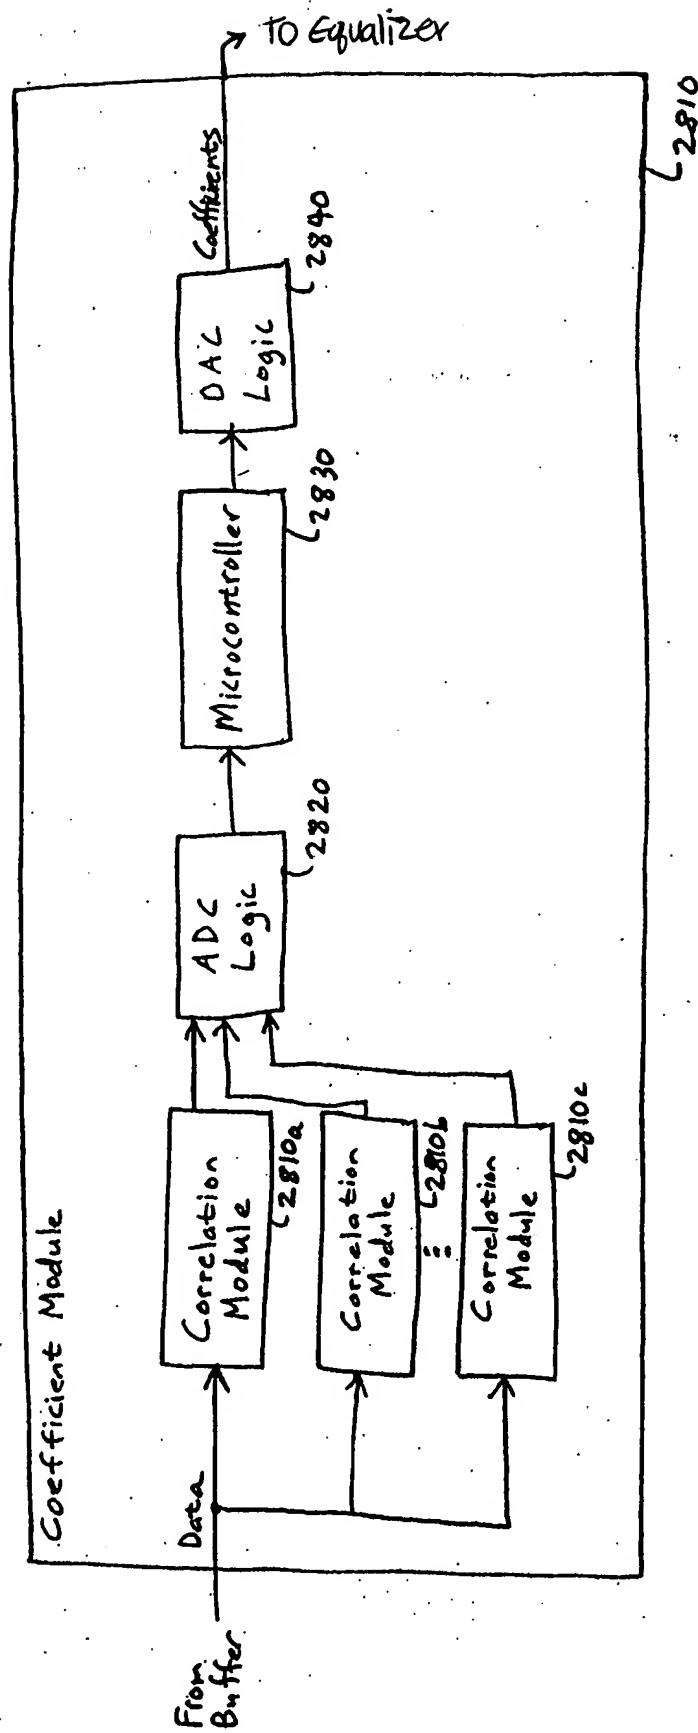 Coefficient Module
From
Buffer
Data
Correlation
Module
2810a
Correlation
Module
2810b
Correlation
Module
2810c
ADC
Logic
2820
Microcontroller
2830
DAC
Logic
2840
Coefficients
To Equalizer
2810